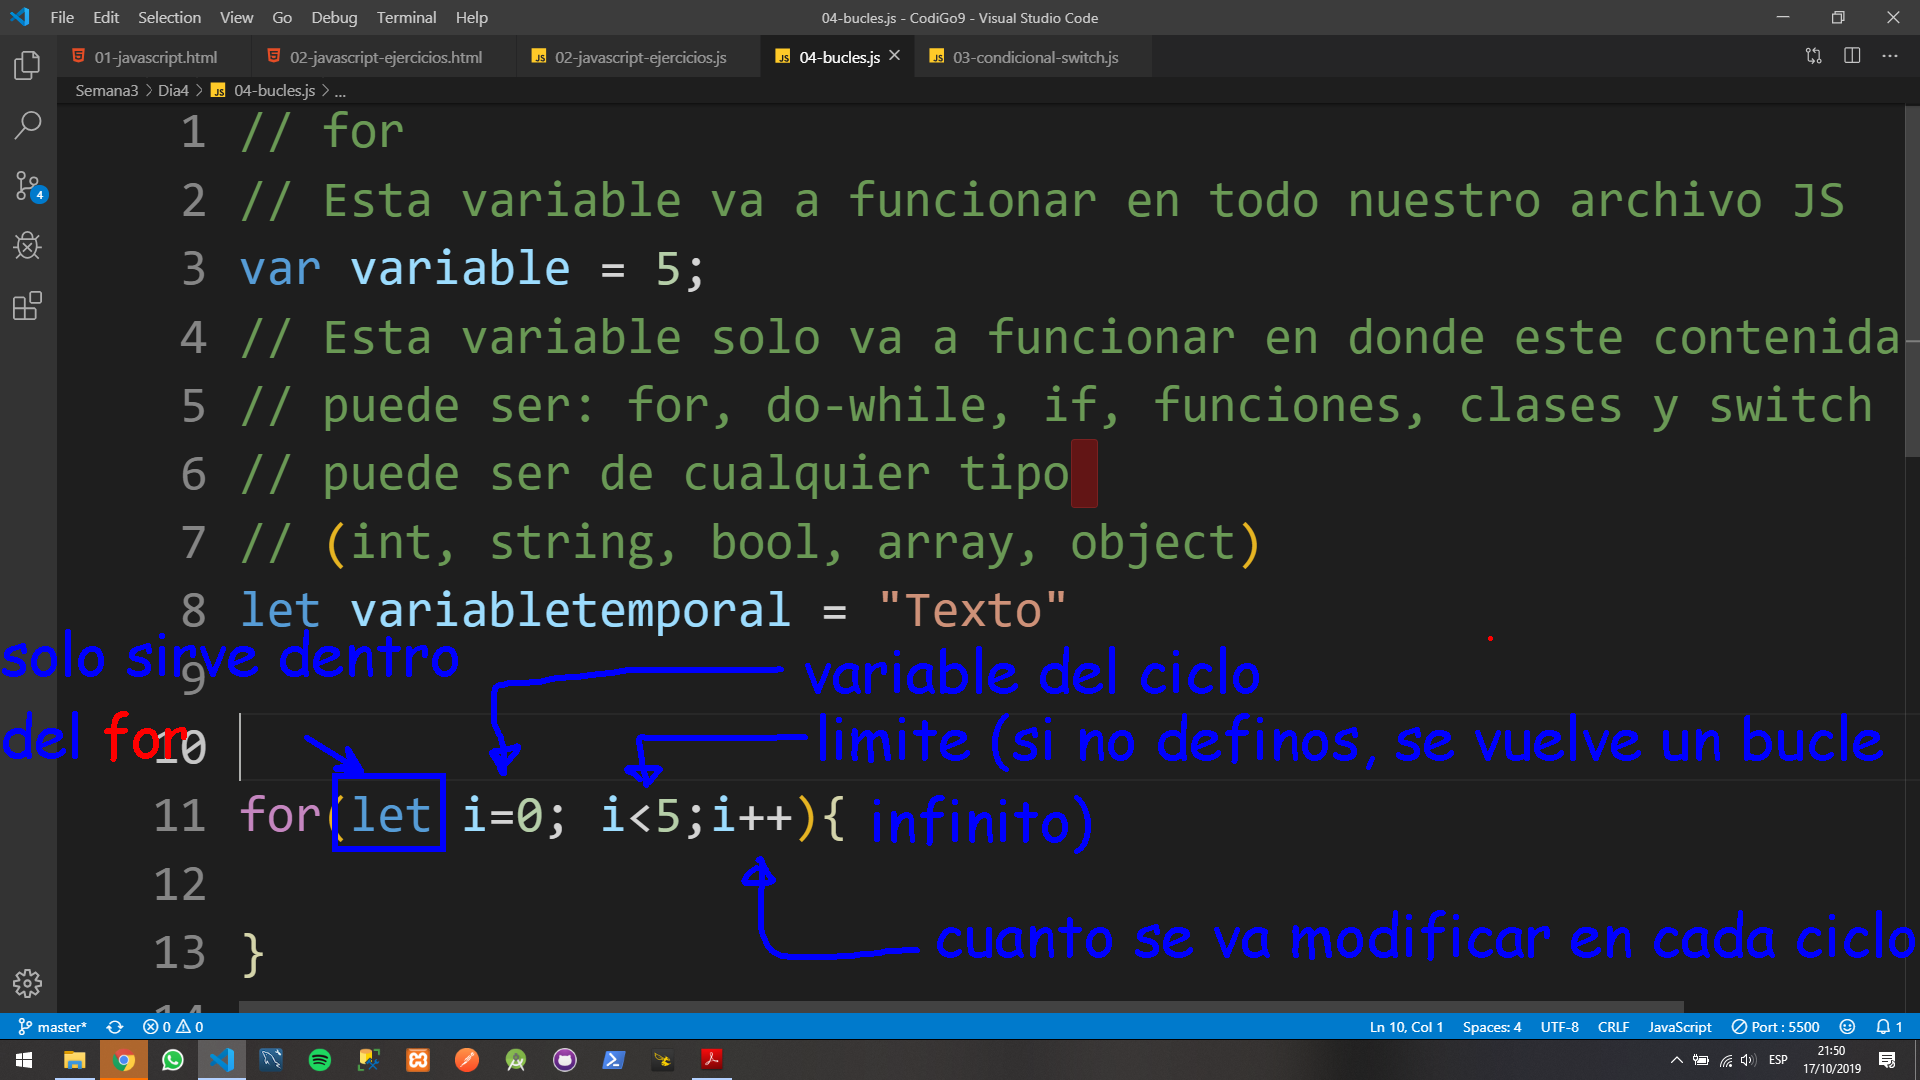 File Edit Selection View Go Debug Terminal Help
04-bucles.js - CodiGo9 - Visual Studio Code
01-javascript.html
02-javascript-ejercicios.html
JS 02-javascript-ejercicios.js
JS 04-bucles.js
JS 03-condicional-switch.js
Semana3 > Dia4 > JS 04-bucles.js > ...
4
1 // for
2 // Esta variable va a funcionar en todo nuestro archivo JS
3 var variable = 5;
4 // Esta variable solo va a funcionar en donde este contenida
5 // puede ser: for, do-while, if, funciones, clases y switch
6 // puede ser de cualquier tipo
7 // (int, string, bool, array, object)
8 let variabletemporal = "Texto"
solo sirve dentro
9
variable del ciclo
del for
10
limite (si no definos, se vuelve un bucle
11 for(let i=0; i<5;i++){
infinito)
12
cuanto se va modificar en cada ciclo
13 }
14
master* 0 0
Ln 10, Col 1 Spaces: 4 UTF-8 CRLF JavaScript Port : 5500 1
ESP
21:50
17/10/2019